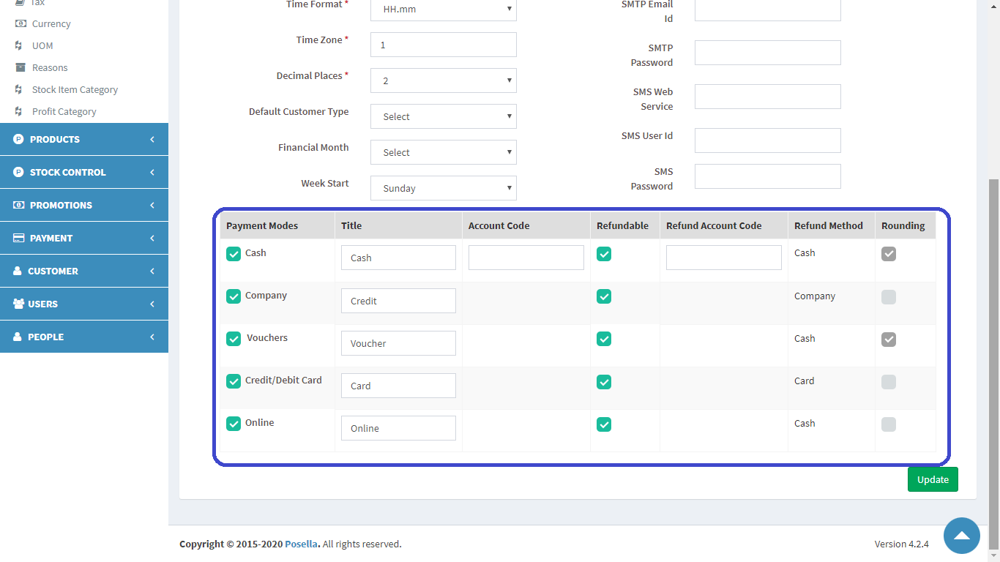 Tax
Currency
UOM
Reasons
Stock Item Category
Profit Category
PRODUCTS
STOCK CONTROL
PROMOTIONS
PAYMENT
CUSTOMER
USERS
PEOPLE
Time Format * HH.mm
Time Zone * 1
Decimal Places * 2
Default Customer Type Select
Financial Month Select
Week Start Sunday
SMTP Email
Id
SMTP
Password
SMS Web
Service
SMS User Id
SMS
Password
Payment Modes Title Account Code Refundable Refund Account Code Refund Method Rounding
Cash Cash Cash
Company Credit Company
Vouchers Voucher Cash
Credit/Debit Card Card Card
Online Online Cash
Update
Copyright © 2015-2020 Posella. All rights reserved. Version 4.2.4